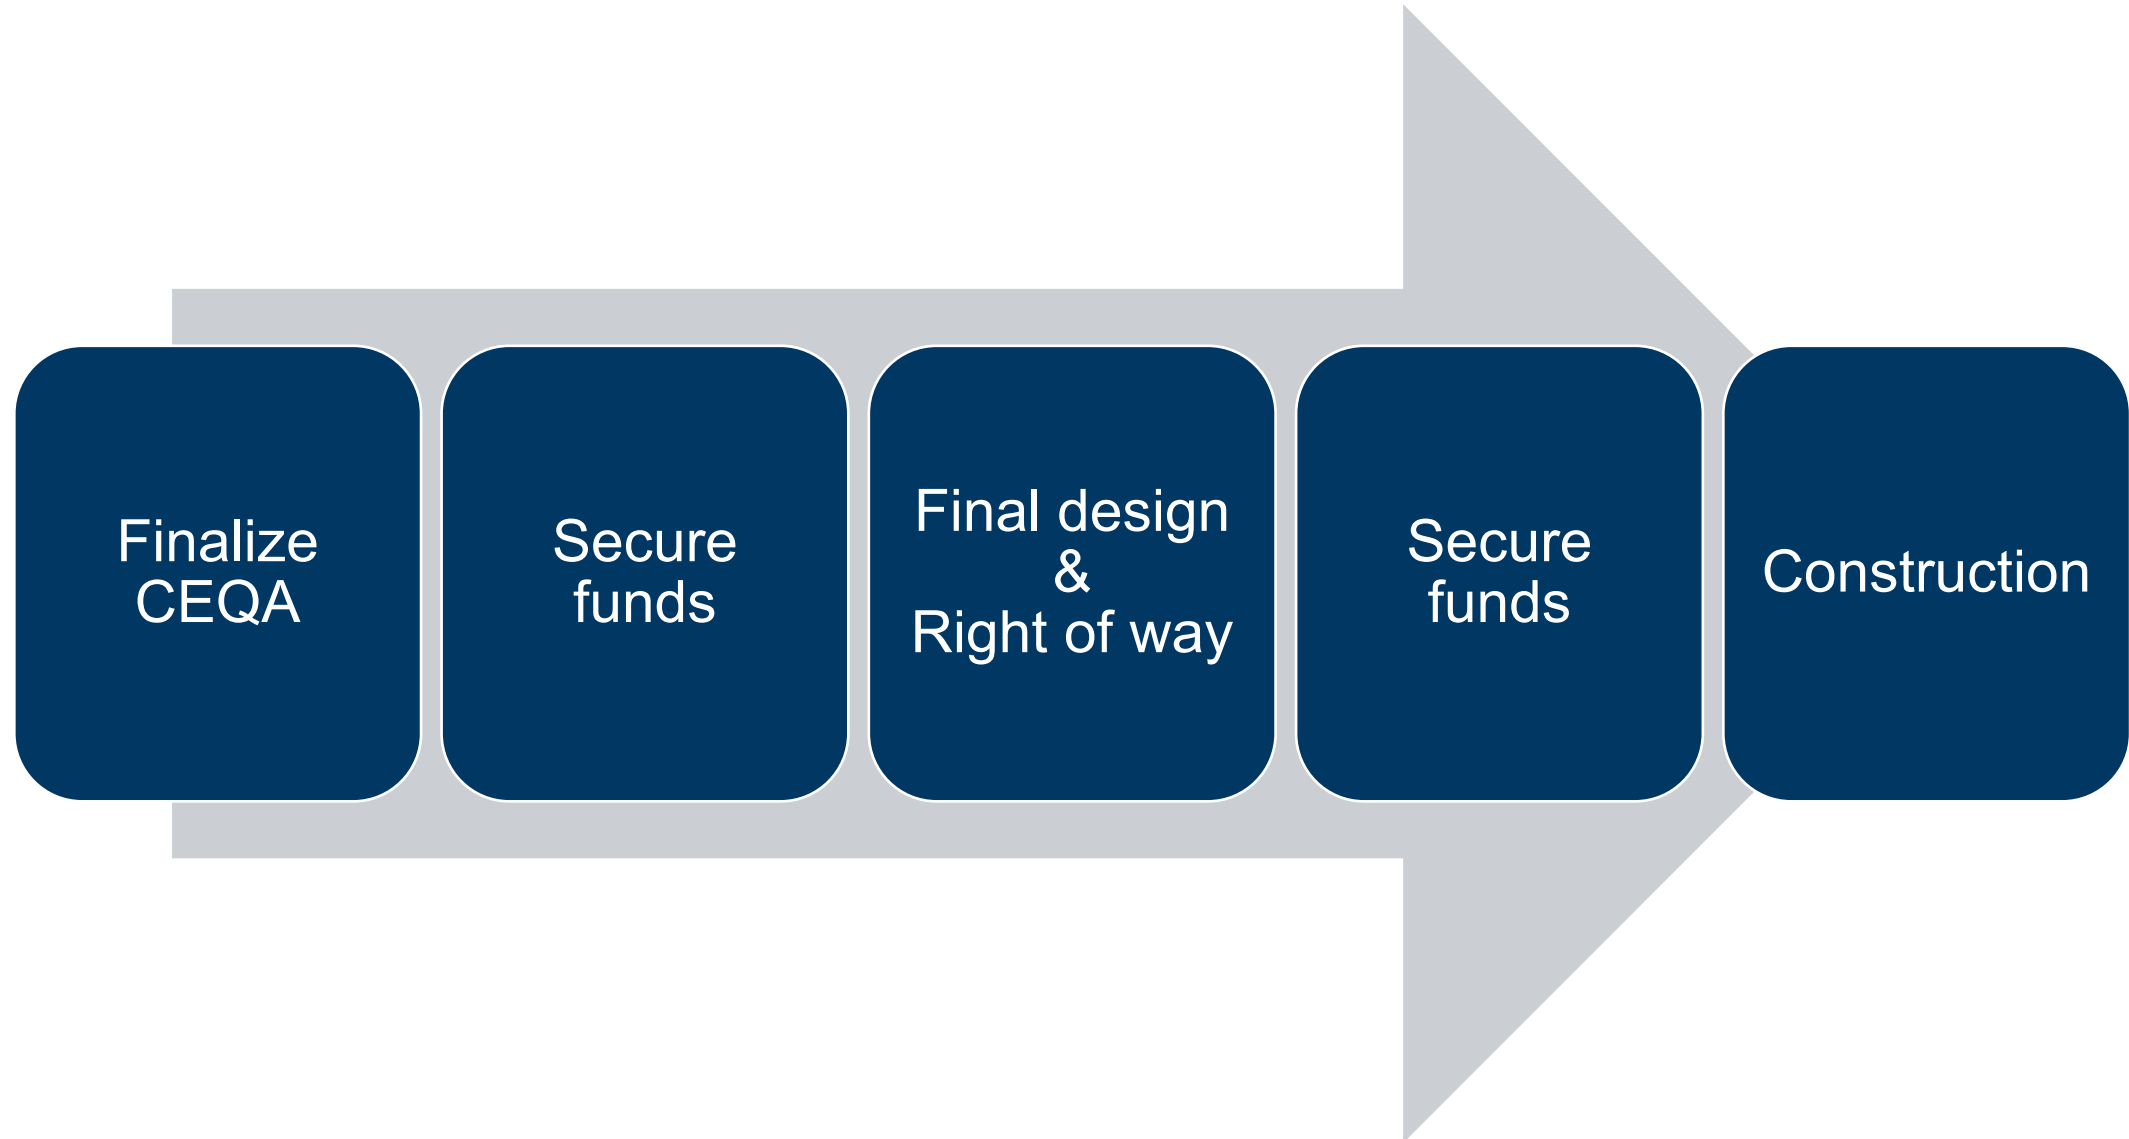 Finalize
CEQA
Secure
funds
Final design
&
Right of way
Secure
funds
Construction